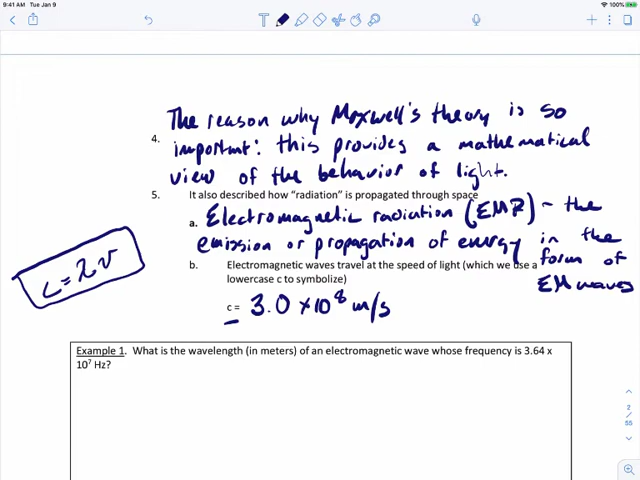 9:41 AM Tue Jan 9
100%
The reason why Maxwell's theory is so
4. important: this provides a mathematical
view of the behavior of light.
5. It also described how "radiation" is propagated through space
a. Electromagnetic radiation (EMR) - the
emission or propagation of energy in the
form of
EM waves
b. Electromagnetic waves travel at the speed of light (which we use a
lowercase c to symbolize)
c = 3.0 × 10⁸ m/s
c = λν
Example 1. What is the wavelength (in meters) of an electromagnetic wave whose frequency is 3.64 x
10⁷ Hz?
2
55